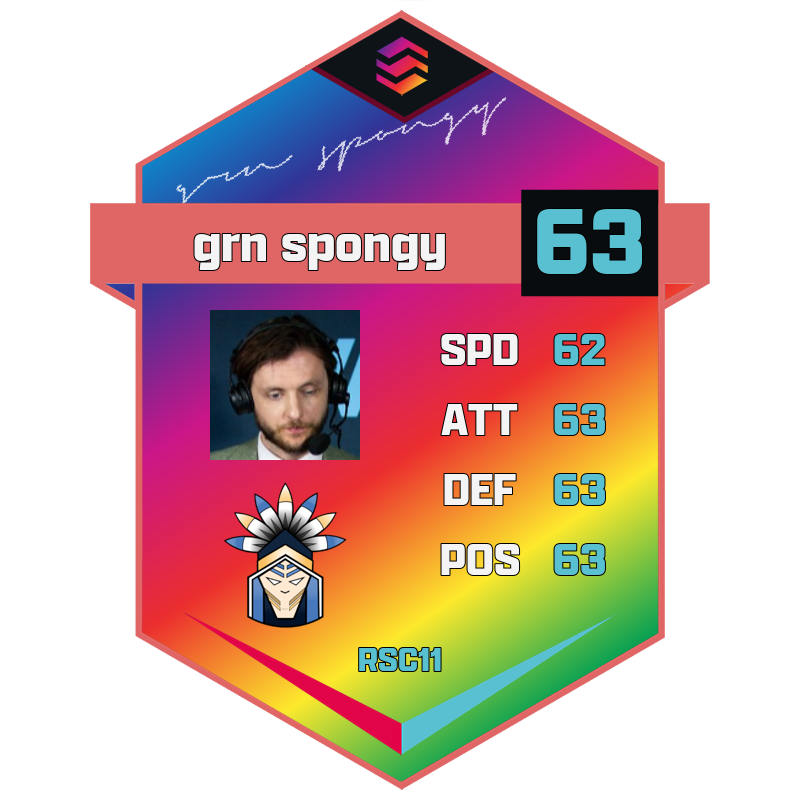 grn spongy
grn spongy 63
SPD 62
ATT 63
DEF 63
POS 63
RSC11